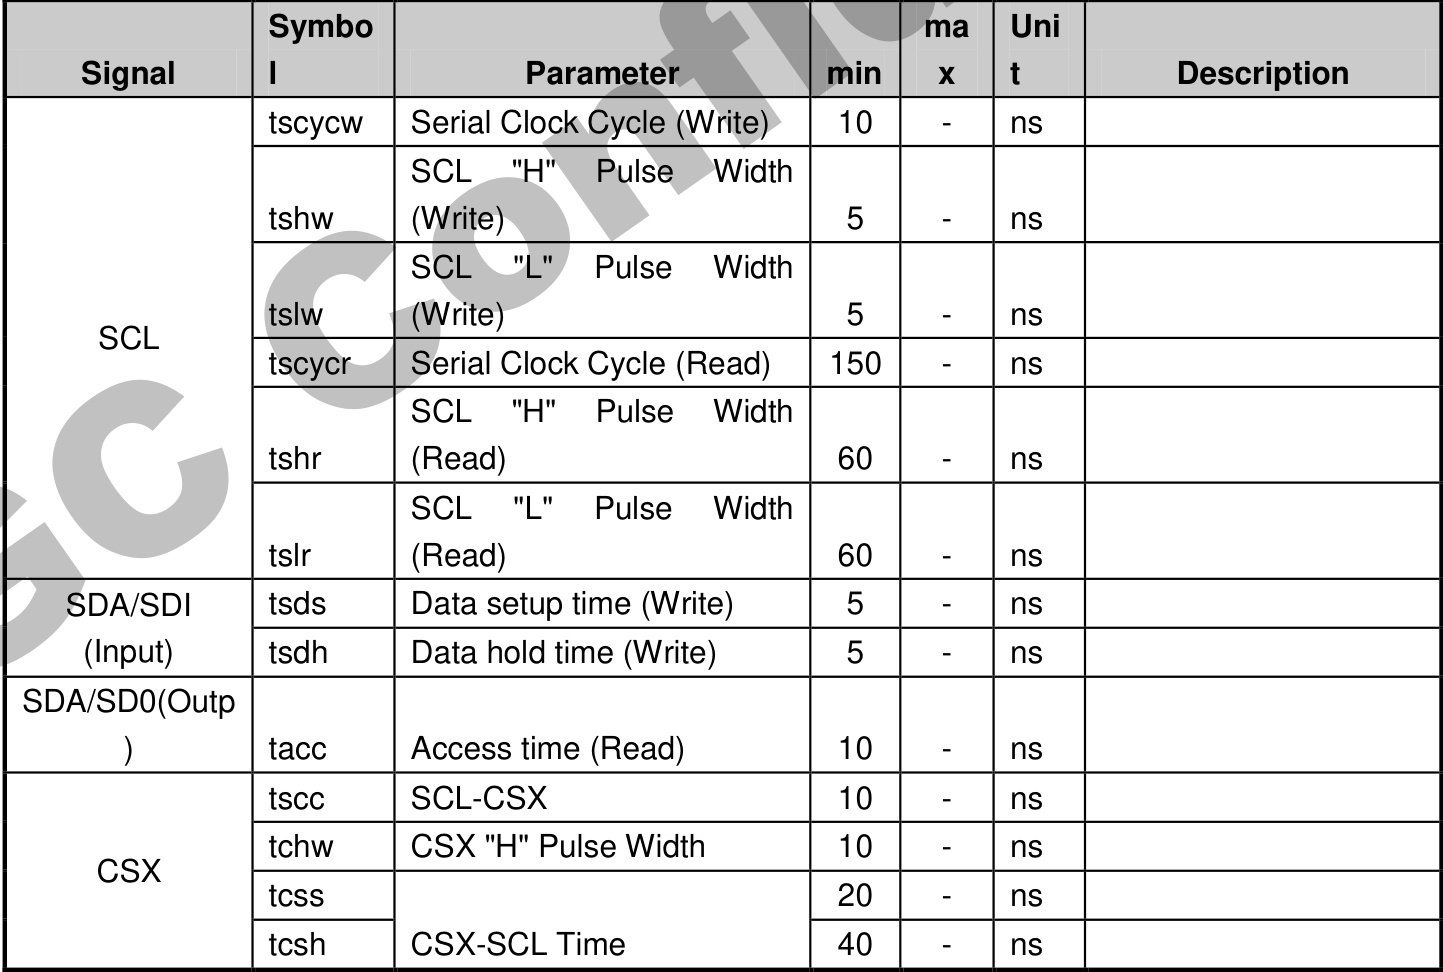 Signal Symbo l Parameter min ma x Uni t Description
SCL
tscycw Serial Clock Cycle (Write) 10 - ns
SCL "H" Pulse Width
tshw (Write) 5 - ns
SCL "L" Pulse Width
tslw (Write) 5 - ns
tscycr Serial Clock Cycle (Read) 150 - ns
SCL "H" Pulse Width
tshr (Read) 60 - ns
SCL "L" Pulse Width
tslr (Read) 60 - ns
SDA/SDI
(Input)
tsds Data setup time (Write) 5 - ns
tsdh Data hold time (Write) 5 - ns
SDA/SD0(Outp
)
tacc Access time (Read) 10 - ns
CSX
tscc SCL-CSX 10 - ns
tchw CSX "H" Pulse Width 10 - ns
tcss 20 - ns
tcsh CSX-SCL Time 40 - ns
GC Confi